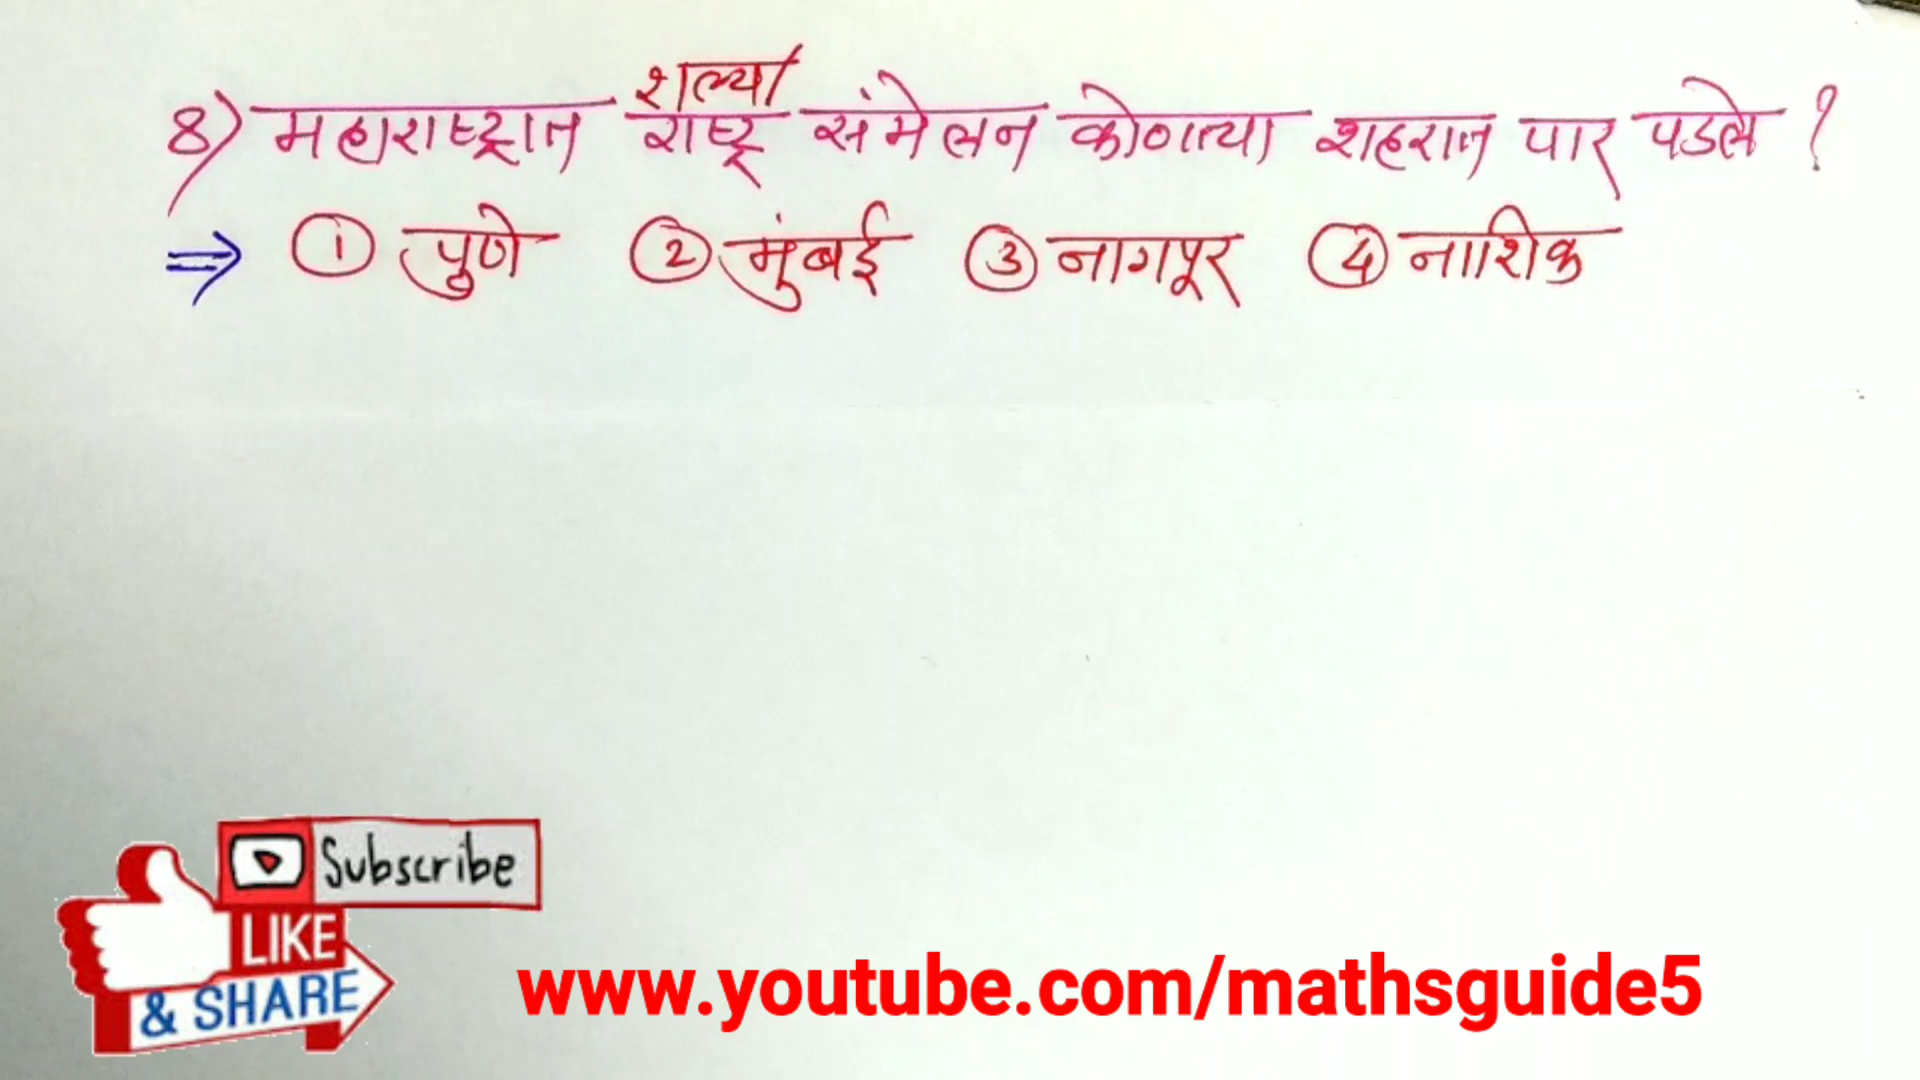 शल्या
8) महाराष्ट्रात राष्ट्र संमेलन कोणत्या शहरात पार पडले ?
⇒ ① पुणे ② मुंबई ③ नागपूर ④ नाशिक
Subscribe
LIKE
& SHARE
www.youtube.com/mathsguide5